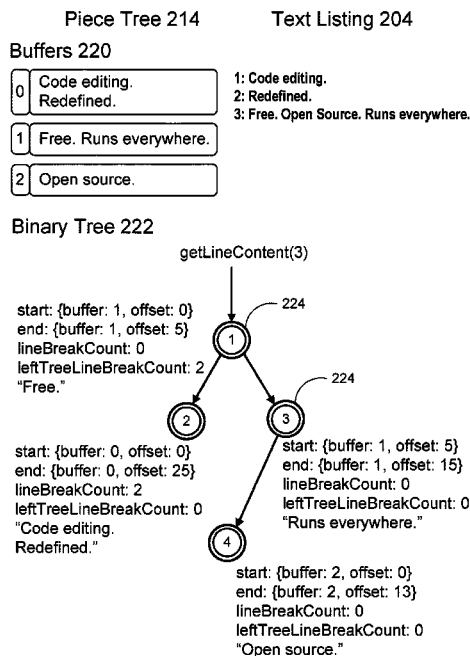 Piece Tree 214
Text Listing 204
Buffers 220
0
Code editing.
Redefined.
1
Free. Runs everywhere.
2
Open source.
1: Code editing.
2: Redefined.
3: Free. Open Source. Runs everywhere.
Binary Tree 222
getLineContent(3)
224
start: {buffer: 1, offset: 0}
end: {buffer: 1, offset: 5}
lineBreakCount: 0
leftTreeLineBreakCount: 2
“Free.”
1
224
2
3
start: {buffer: 0, offset: 0}
end: {buffer: 0, offset: 25}
lineBreakCount: 2
leftTreeLineBreakCount: 0
“Code editing.
Redefined.”
start: {buffer: 1, offset: 5}
end: {buffer: 1, offset: 15}
lineBreakCount: 0
leftTreeLineBreakCount: 0
“Runs everywhere.”
4
start: {buffer: 2, offset: 0}
end: {buffer: 2, offset: 13}
lineBreakCount: 0
leftTreeLineBreakCount: 0
“Open source.”